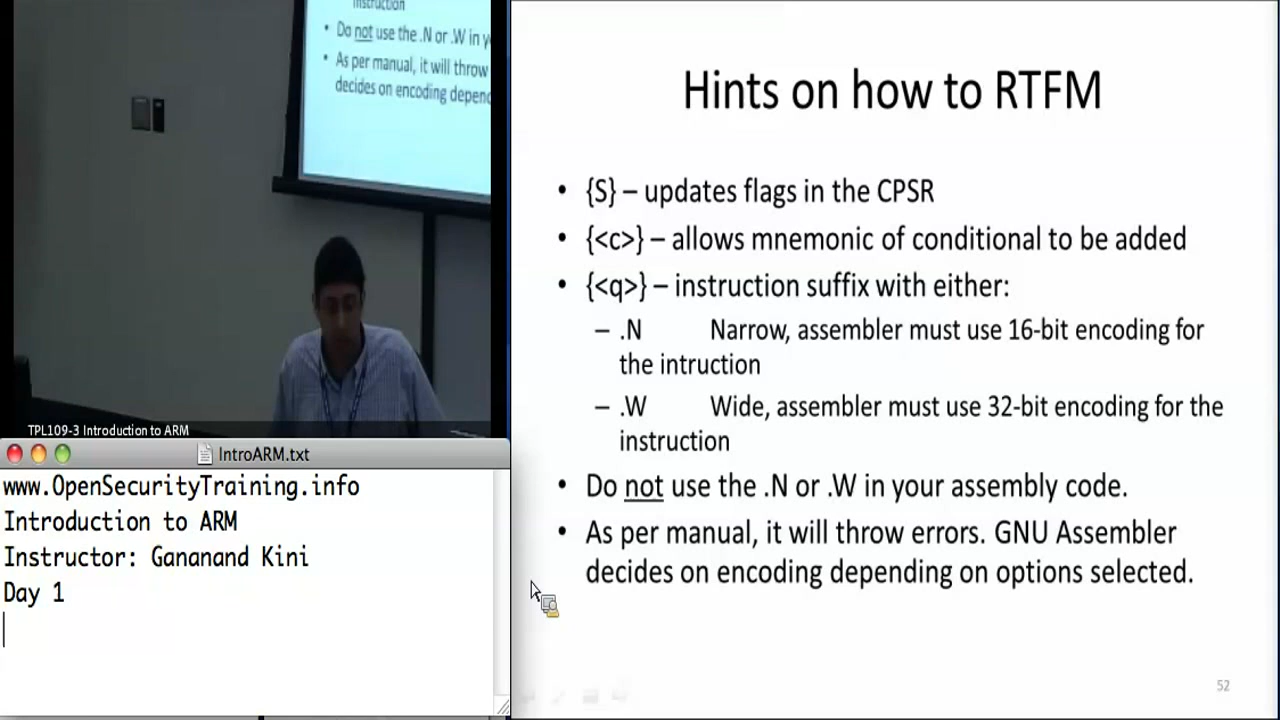 instruction
• Do not use the .N or .W in y
• As per manual, it will throw
decides on encoding depend
TPL109-3 Introduction to ARM
IntroARM.txt
www.OpenSecurityTraining.info
Introduction to ARM
Instructor: Gananand Kini
Day 1
Hints on how to RTFM
• {S} – updates flags in the CPSR
• {<c>} – allows mnemonic of conditional to be added
• {<q>} – instruction suffix with either:
– .N Narrow, assembler must use 16-bit encoding for
the intruction
– .W Wide, assembler must use 32-bit encoding for the
instruction
• Do not use the .N or .W in your assembly code.
• As per manual, it will throw errors. GNU Assembler
decides on encoding depending on options selected.
52